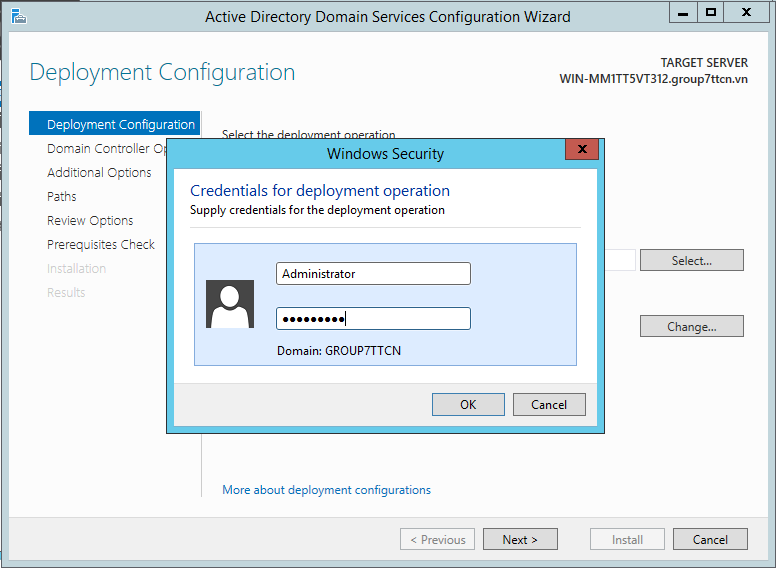 Active Directory Domain Services Configuration Wizard
Deployment Configuration
TARGET SERVER
WIN-MM1TT5VT312.group7ttcn.vn
Deployment Configuration
Domain Controller Op
Additional Options
Paths
Review Options
Prerequisites Check
Installation
Results
Select the deployment operation
Windows Security
Credentials for deployment operation
Supply credentials for the deployment operation
Administrator
●●●●●●●●●
Domain: GROUP7TTCN
OK
Cancel
Select...
Change...
More about deployment configurations
< Previous
Next >
Install
Cancel